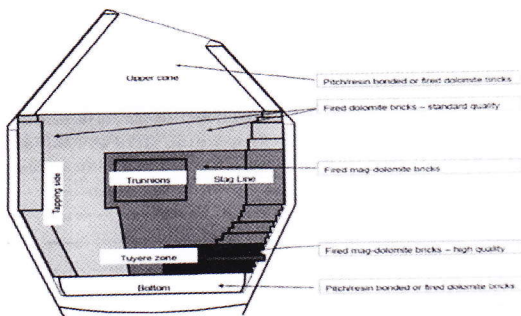 Upper cone
Pitch/resin bonded or fired dolomite bricks
Fired dolomite bricks – standard quality
Trunnions
Slag Line
Fired mag-dolomite bricks
Tapping side
Tuyere zone
Fired mag-dolomite bricks – high quality
Bottom
Pitch/resin bonded or fired dolomite bricks